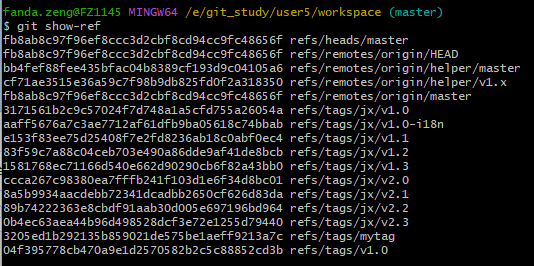 fanda.zeng@FZ1145 MINGW64 /e/git_study/user5/workspace (master)
$ git show-ref
fb8ab8c97f96ef8ccc3d2cbf8cd94cc9fc48656f refs/heads/master
fb8ab8c97f96ef8ccc3d2cbf8cd94cc9fc48656f refs/remotes/origin/HEAD
bb4fef88fee435bfac04b8389cf193d9c04105a6 refs/remotes/origin/helper/master
cf71ae3515e36a59c7f98b9db825fd0f2a318350 refs/remotes/origin/helper/v1.x
fb8ab8c97f96ef8ccc3d2cbf8cd94cc9fc48656f refs/remotes/origin/master
3171561b2c9c57024f7d748a1a5cfd755a26054a refs/tags/jx/v1.0
aaff5676a7c3ae7712af61dfb9ba05618c74bbab refs/tags/jx/v1.0-i18n
e153f83ee75d25408f7e2fd8236ab18c0abf0ec4 refs/tags/jx/v1.1
83f59c7a88c04ceb703e490a86dde9af41de8bcb refs/tags/jx/v1.2
1581768ec71166d540e662d90290cb6f82a43bb0 refs/tags/jx/v1.3
ccca267c98380ea7fffb241f103d1e6f34d8bc01 refs/tags/jx/v2.0
8a5b9934aacdebb72341dcadbb2650cf626d83da refs/tags/jx/v2.1
89b74222363e8cbdf91aab30d005e697196bd964 refs/tags/jx/v2.2
0b4ec63aea44b96d498528dcf3e72e1255d79440 refs/tags/jx/v2.3
3205ed1b292135b859021de575be1aeff9213a7c refs/tags/mytag
04f395778cb470a9e1d2570582b2c5c88852cd3b refs/tags/v1.0